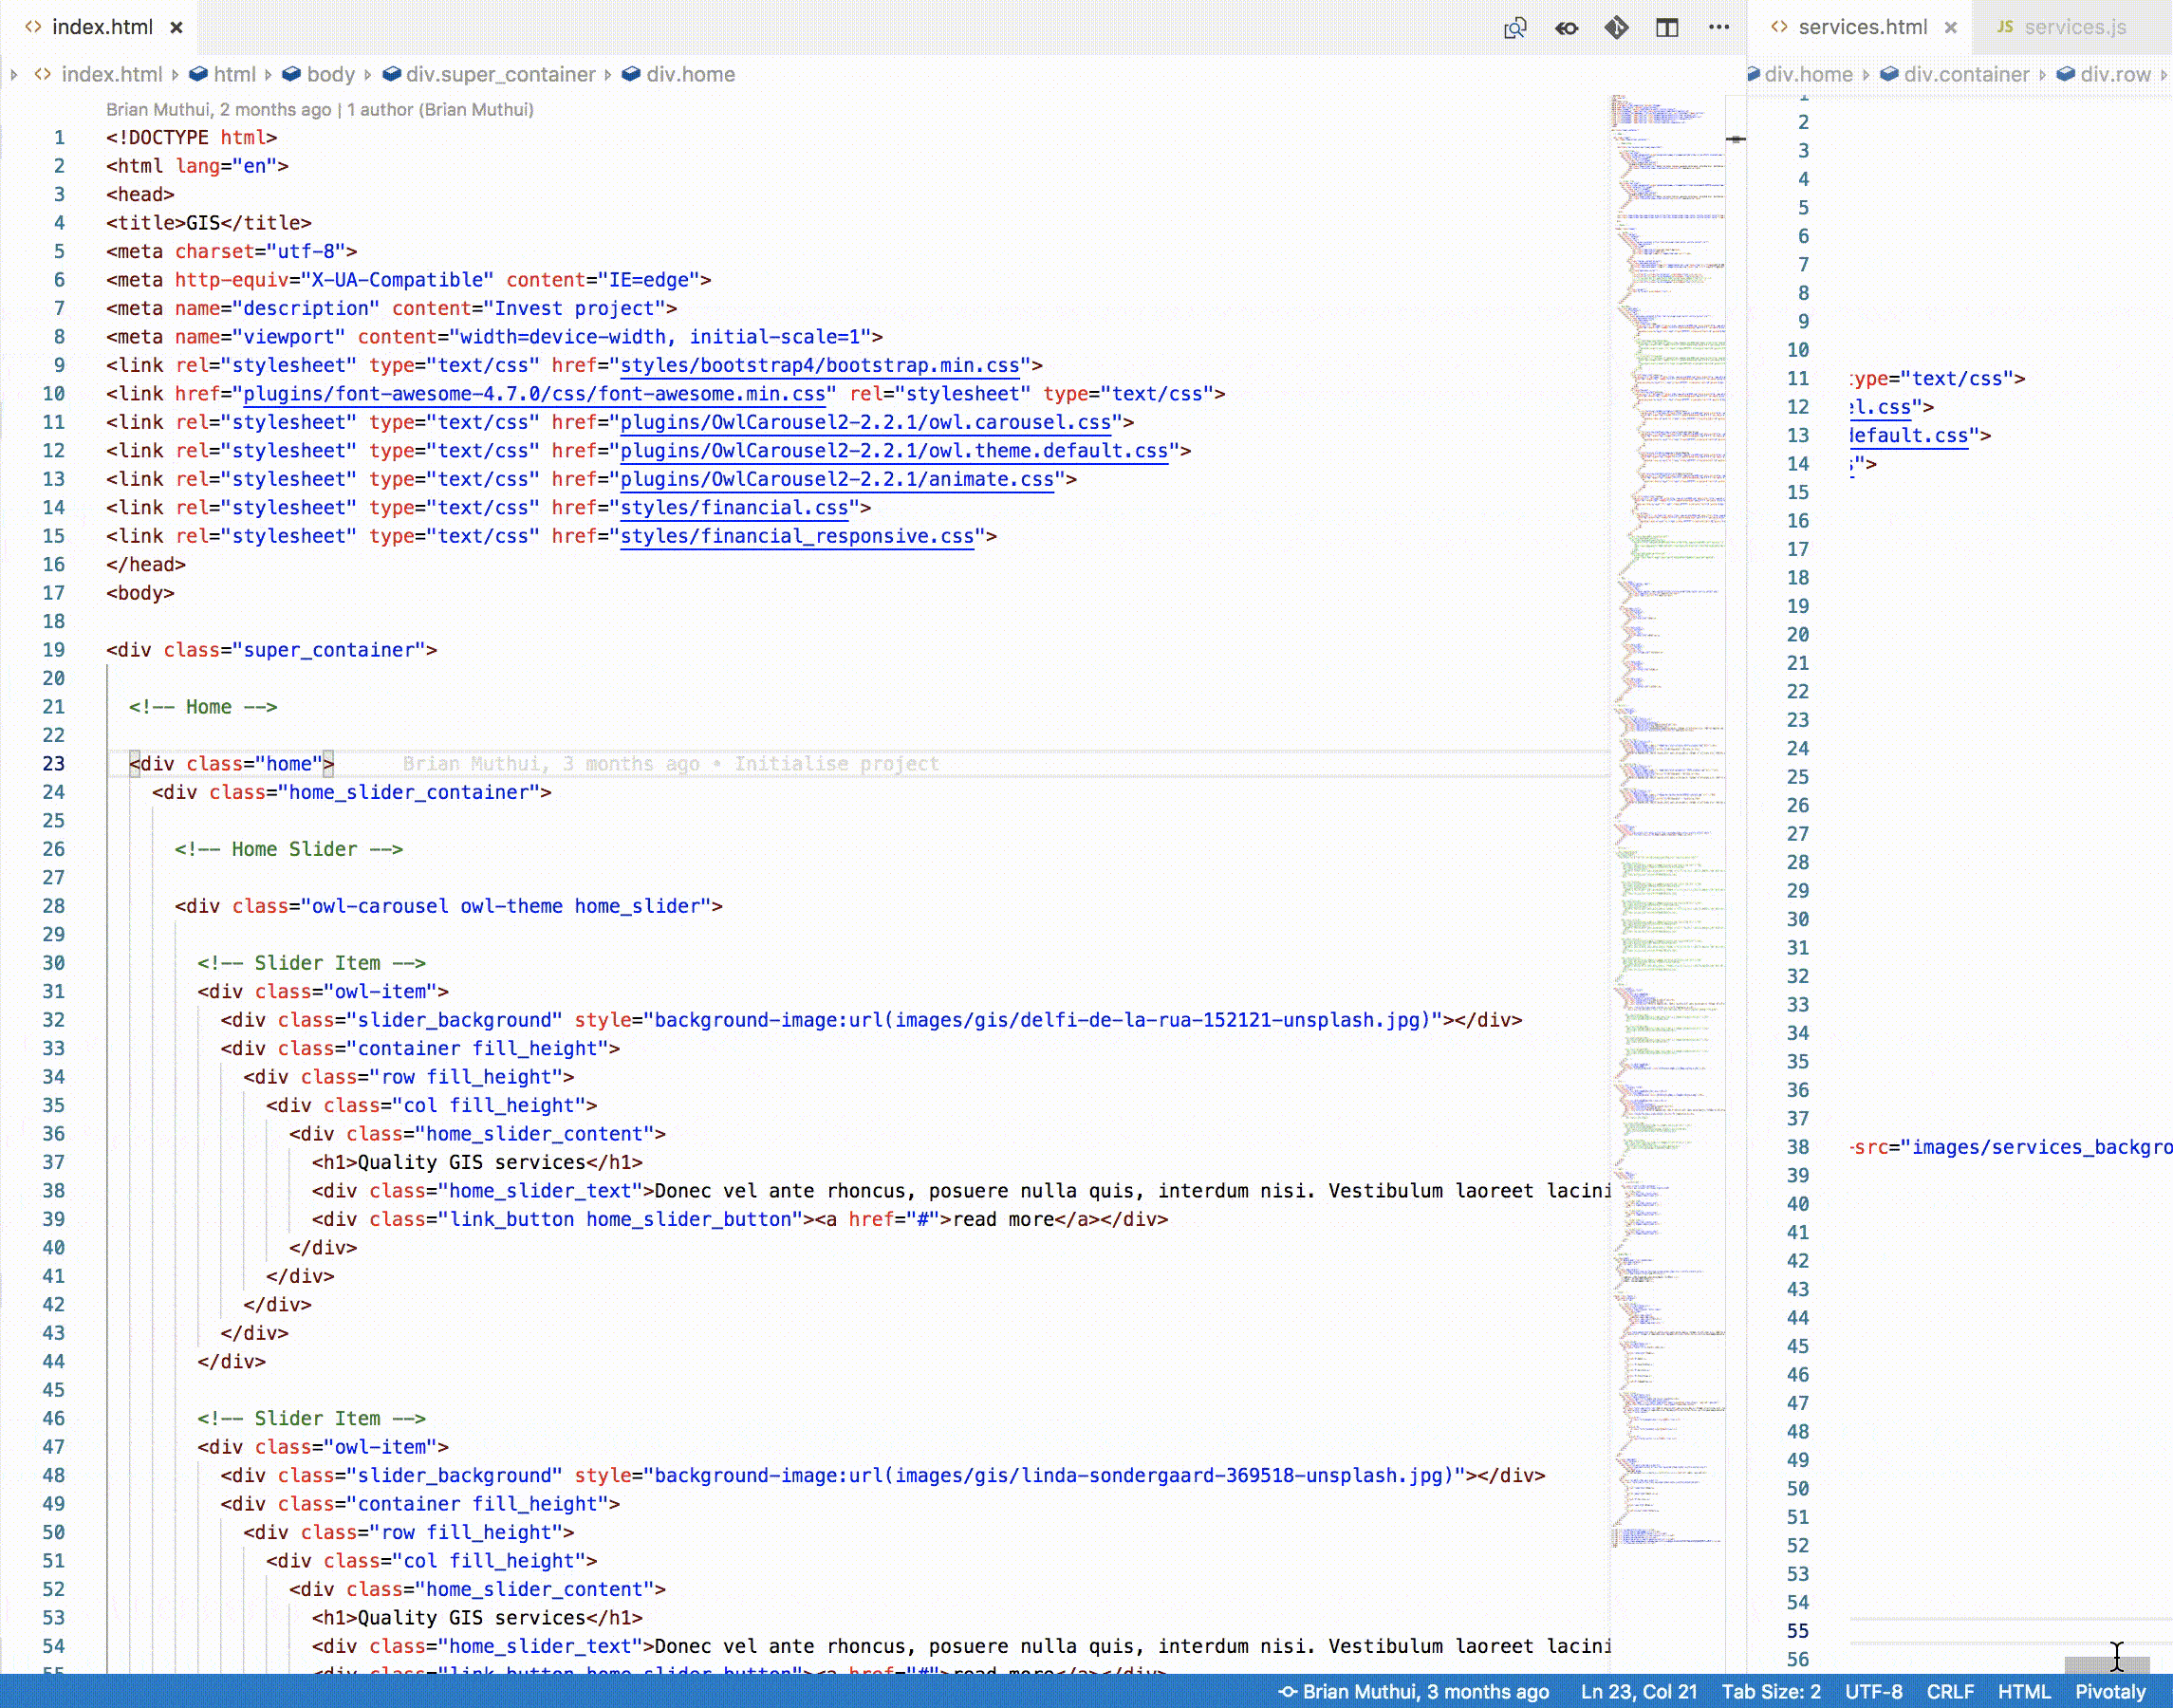 index.html
services.html
JS services.js
index.html html body div.super_container div.home
div.home div.container div.row
Brian Muthui, 2 months ago | 1 author (Brian Muthui)
1 <!DOCTYPE html>
2 <html lang="en">
3 <head>
4 <title>GIS</title>
5 <meta charset="utf-8">
6 <meta http-equiv="X-UA-Compatible" content="IE=edge">
7 <meta name="description" content="Invest project">
8 <meta name="viewport" content="width=device-width, initial-scale=1">
9 <link rel="stylesheet" type="text/css" href="styles/bootstrap4/bootstrap.min.css">
10 <link href="plugins/font-awesome-4.7.0/css/font-awesome.min.css" rel="stylesheet" type="text/css">
11 <link rel="stylesheet" type="text/css" href="plugins/OwlCarousel2-2.2.1/owl.carousel.css">
12 <link rel="stylesheet" type="text/css" href="plugins/OwlCarousel2-2.2.1/owl.theme.default.css">
13 <link rel="stylesheet" type="text/css" href="plugins/OwlCarousel2-2.2.1/animate.css">
14 <link rel="stylesheet" type="text/css" href="styles/financial.css">
15 <link rel="stylesheet" type="text/css" href="styles/financial_responsive.css">
16 </head>
17 <body>
18
19 <div class="super_container">
20
21 <!-- Home -->
22
23 <div class="home"> Brian Muthui, 3 months ago • Initialise project
24 <div class="home_slider_container">
25
26 <!-- Home Slider -->
27
28 <div class="owl-carousel owl-theme home_slider">
29
30 <!-- Slider Item -->
31 <div class="owl-item">
32 <div class="slider_background" style="background-image:url(images/gis/delfi-de-la-rua-152121-unsplash.jpg)"></div>
33 <div class="container fill_height">
34 <div class="row fill_height">
35 <div class="col fill_height">
36 <div class="home_slider_content">
37 <h1>Quality GIS services</h1>
38 <div class="home_slider_text">Donec vel ante rhoncus, posuere nulla quis, interdum nisi. Vestibulum laoreet lacini
39 <div class="link_button home_slider_button"><a href="#">read more</a></div>
40 </div>
41 </div>
42 </div>
43 </div>
44 </div>
45
46 <!-- Slider Item -->
47 <div class="owl-item">
48 <div class="slider_background" style="background-image:url(images/gis/linda-sondergaard-369518-unsplash.jpg)"></div>
49 <div class="container fill_height">
50 <div class="row fill_height">
51 <div class="col fill_height">
52 <div class="home_slider_content">
53 <h1>Quality GIS services</h1>
54 <div class="home_slider_text">Donec vel ante rhoncus, posuere nulla quis, interdum nisi. Vestibulum laoreet lacini
55 <div class="link_button home_slider_button"><a href="#">read more</a></div>
1
2
3
4
5
6
7
8
9
10
11 ype="text/css">
12 l.css">
13 default.css">
14 ">
15
16
17
18
19
20
21
22
23
24
25
26
27
28
29
30
31
32
33
34
35
36
37
38 -src="images/services_backgro
39
40
41
42
43
44
45
46
47
48
49
50
51
52
53
54
55
56
Brian Muthui, 3 months ago Ln 23, Col 21 Tab Size: 2 UTF-8 CRLF HTML Pivotaly